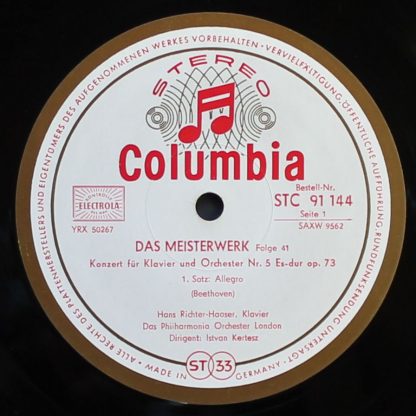 ALLE RECHTE DES PLATTENHERSTELLERS UND EIGENTÜMERS DES AUFGENOMMENEN WERKES VORBEHALTEN · VERVIELFÄLTIGUNG, ÖFFENTLICHE AUFFÜHRUNG, RUNDFUNKSENDUNG UNTERSAGT ·
STEREO
Columbia
ELECTROLA
YRX 50267
Bestell-Nr.
STC 91 144
Seite 1
SAXW 9562
DAS MEISTERWERK Folge 41
Konzert für Klavier und Orchester Nr. 5 Es-dur op. 73
1. Satz: Allegro
(Beethoven)
Hans Richter-Haaser, Klavier
Das Philharmonia Orchester London
Dirigent: Istvan Kertesz
MADE IN GERMANY
ST 33